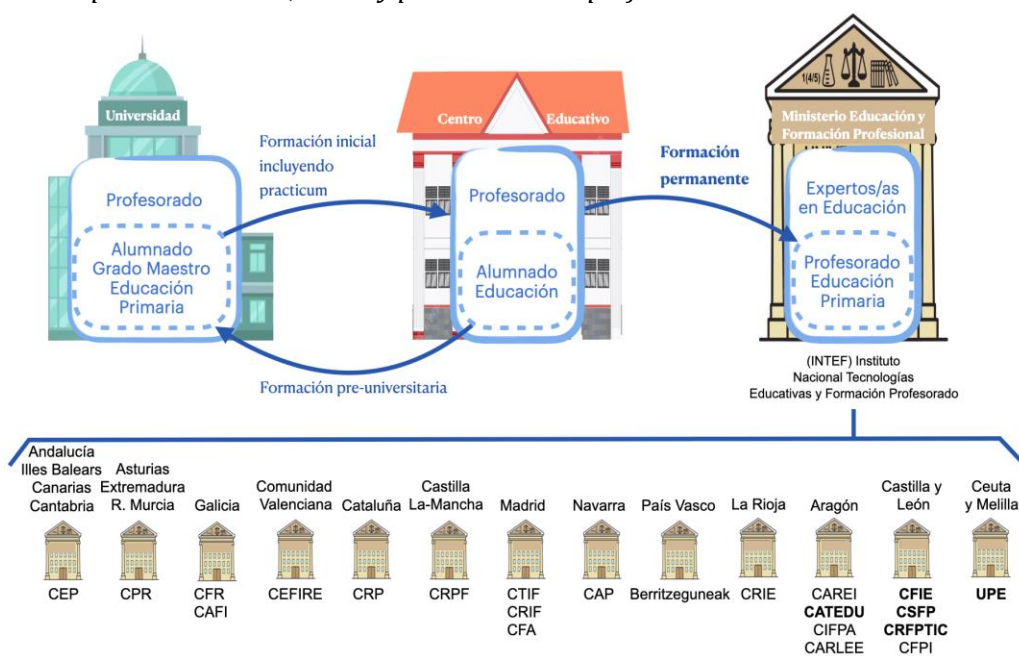 Universidad
Profesorado
Alumnado
Grado Maestro
Educación
Primaria
Formación inicial
incluyendo
practicum
Formación pre-universitaria
Centro Educativo
Profesorado
Alumnado
Educación
Formación
permanente
1(4/5)
Ministerio Educación y
Formación Profesional
Expertos/as
en Educación
Profesorado
Educación
Primaria
(INTEF) Instituto
Nacional Tecnologías
Educativas y Formación Profesorado
Andalucía
Illes Balears
Canarias
Cantabria
CEP
Asturias
Extremadura
R. Murcia
CPR
Galicia
CFR
CAFI
Comunidad
Valenciana
CEFIRE
Cataluña
CRP
Castilla
La-Mancha
CRPF
Madrid
CTIF
CRIF
CFA
Navarra
CAP
País Vasco
Berritzeguneak
La Rioja
CRIE
Aragón
CAREI
CATEDU
CIFPA
CARLEE
Castilla y
León
CFIE
CSFP
CRFPTIC
CFPI
Ceuta
y Melilla
UPE